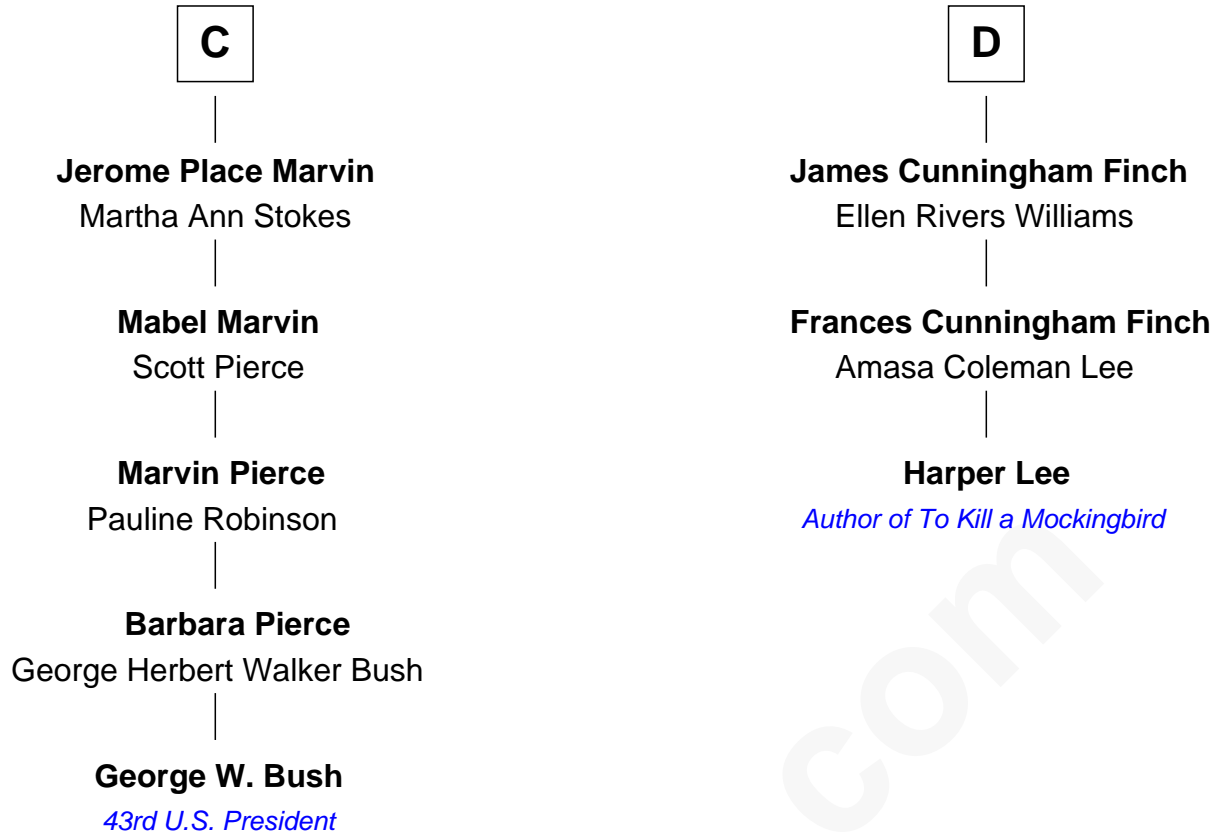 C
Jerome Place Marvin
Martha Ann Stokes
Mabel Marvin
Scott Pierce
Marvin Pierce
Pauline Robinson
Barbara Pierce
George Herbert Walker Bush
George W. Bush
43rd U.S. President
D
James Cunningham Finch
Ellen Rivers Williams
Frances Cunningham Finch
Amasa Coleman Lee
Harper Lee
Author of To Kill a Mockingbird
com